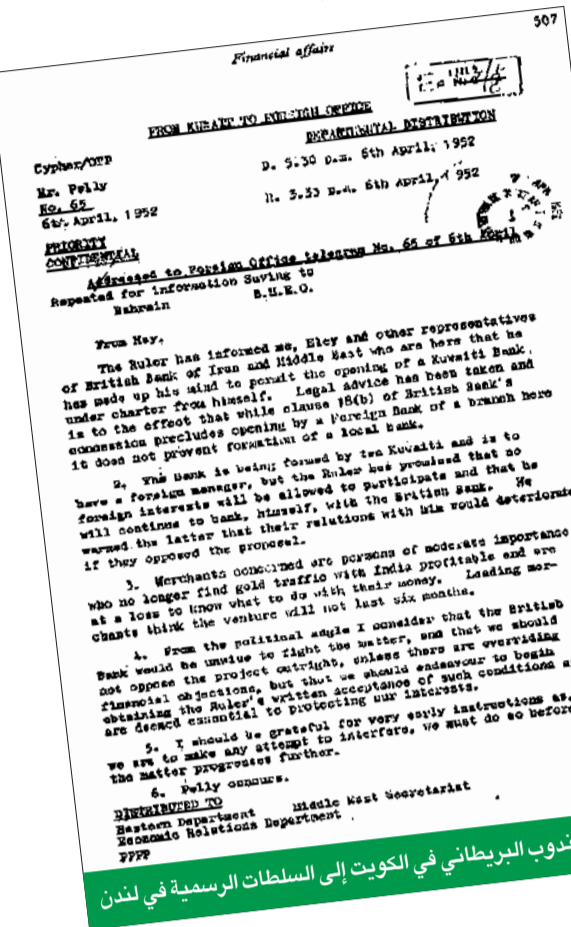 507
Financial affairs
FROM KUWAIT TO FOREIGN OFFICE
Cypher/OTP
DEPARTMENTAL DISTRIBUTION
Mr. Pelly
No. 65
D. 5.30 p.m. 6th April, 1952
6th April, 1952
R. 3.53 p.m. 6th April, 1952
PRIORITY
CONFIDENTIAL
Addressed to Foreign Office telegram No. 65 of 6th April
Repeated for information Saving to
Bahrain B.M.E.O.
From Hay.
The Ruler has informed me, Eley and other representatives
of British Bank of Iran and Middle East who are here that he
has made up his mind to permit the opening of a Kuwaiti Bank
under charter from himself. Legal advice has been taken and
is to the effect that while clause 18(b) of British Bank's
concession precludes opening by a Foreign Bank of a branch here
it does not prevent formation of a local bank.
2. The Bank is being formed by ten Kuwaiti and is to
have a foreign manager, but the Ruler has promised that no
foreign interests will be allowed to participate and that he
will continue to bank, himself, with the British Bank. He
warned the latter that their relations with him would deteriorate
if they opposed the proposal.
3. Merchants concerned are persons of moderate importance
who no longer find gold traffic with India profitable and are
at a loss to know what to do with their money. Leading mer-
chants think the venture will not last six months.
4. From the political angle I consider that the British
Bank would be unwise to fight the matter, and that we should
not oppose the project outright, unless there are overriding
financial objections, but that we should endeavour to begin
obtaining the Ruler's written acceptance of such conditions a
are deemed essential to protecting our interests.
5. I should be grateful for very early instructions as,
we are to make any attempt to interfere, we must do so before
the matter progresses further.
6. Pelly concurs.
DISTRIBUTED TO
Eastern Department Middle East Secretariat
Economic Relations Department
PPPP
ندوب البريطاني في الكويت إلى السلطات الرسمية في لندن